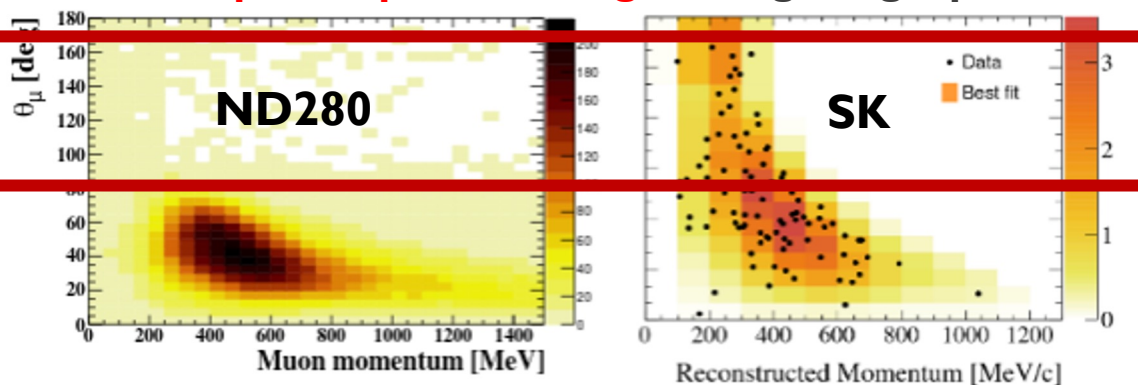 180
160
140
120
100
80
60
40
20
0
θμ [deg]
ND280
0 200 400 600 800 1000 1200 1400
Muon momentum [MeV]
200
180
160
140
120
80
60
40
20
0
SK
Data
Best fit
3
2
1
0
0 200 400 600 800 1000 1200
Reconstructed Momentum [MeV/c]